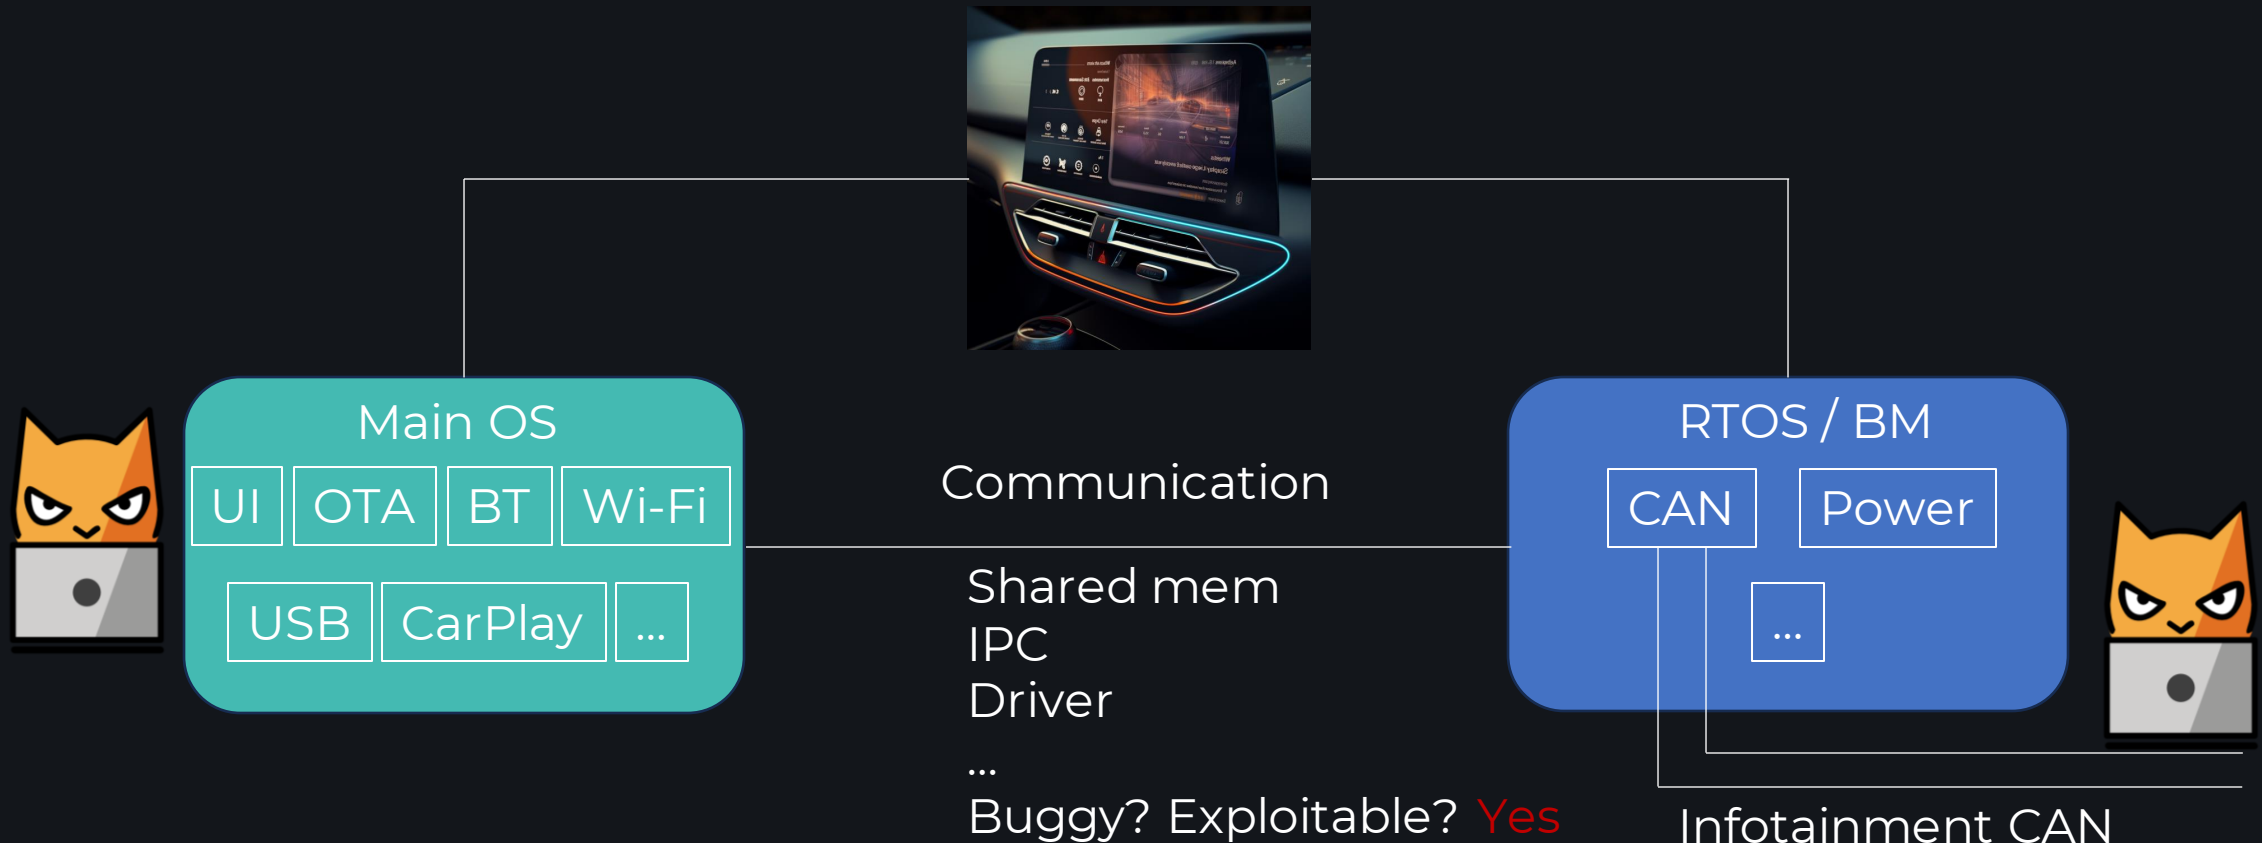 Main OS
UI
OTA
BT
Wi-Fi
USB
CarPlay
...
Communication
Shared mem
IPC
Driver
...
Buggy? Exploitable? Yes
RTOS / BM
CAN
Power
...
Infotainment CAN